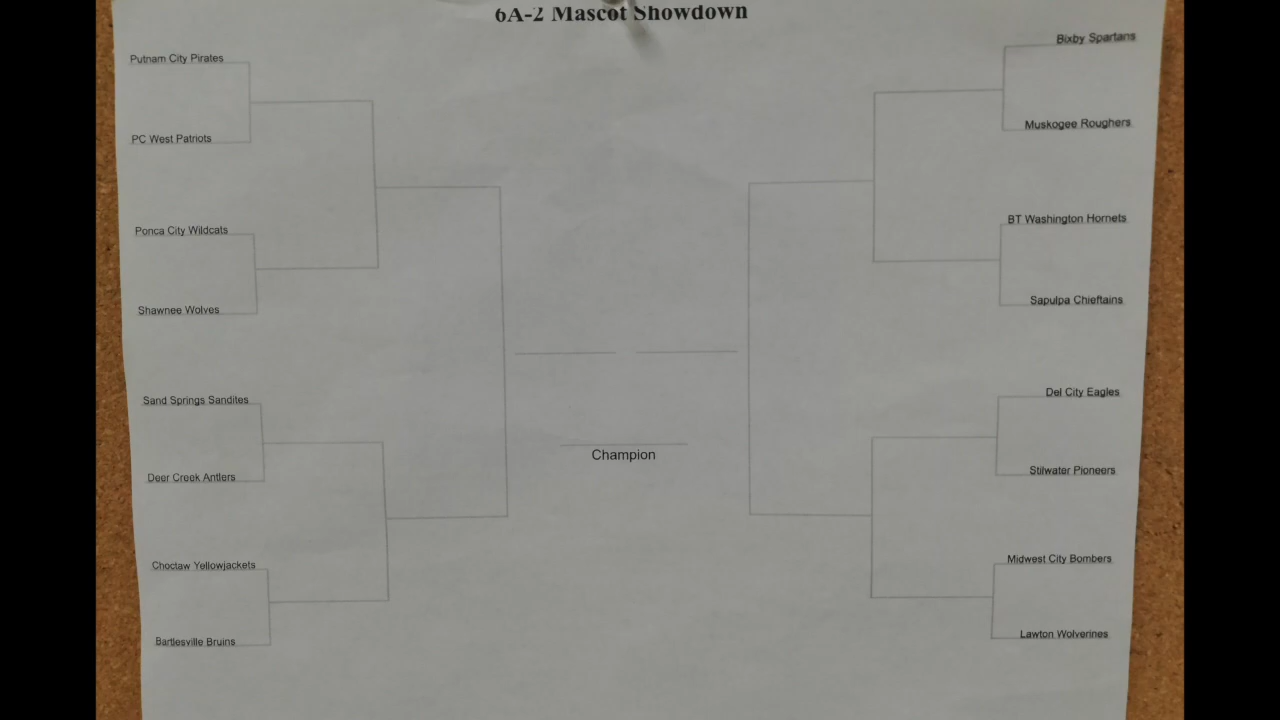 6A-2 Mascot Showdown
Putnam City Pirates
PC West Patriots
Ponca City Wildcats
Shawnee Wolves
Sand Springs Sandites
Deer Creek Antlers
Choctaw Yellowjackets
Bartlesville Bruins
Champion
Bixby Spartans
Muskogee Roughers
BT Washington Hornets
Sapulpa Chieftains
Del City Eagles
Stilwater Pioneers
Midwest City Bombers
Lawton Wolverines